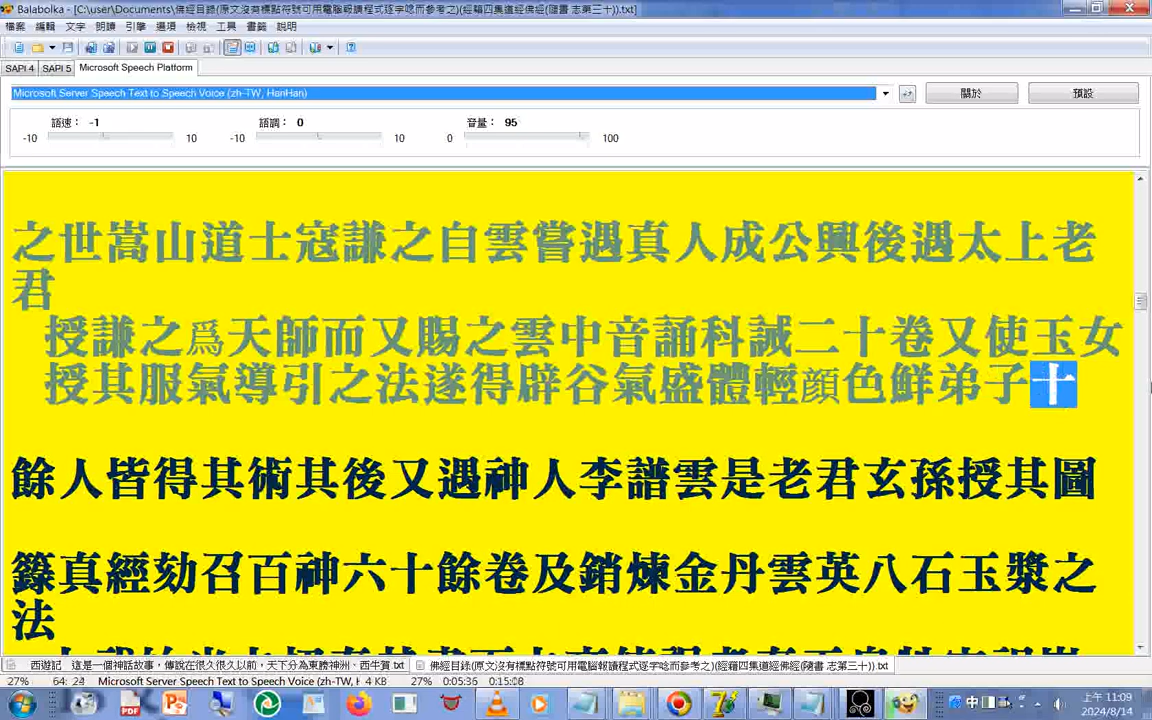 Balabolka - [C:\user\Documents\佛經目錄(原文沒有標點符號可用電腦報讀程式逐字唸而參考之)(經籍四集道經佛經(隨書 志第三十)).txt]
檔案 編輯 文字 朗讀 引擎 選項 檢視 工具 書籤 說明
SAPI 4 SAPI 5 Microsoft Speech Platform
Microsoft Server Speech Text to Speech Voice (zh-TW, HanHan)
關於 預設
語速： -1 語調： 0 音量： 95
-10 10 -10 10 0 100
之世嵩山道士寇謙之自雲嘗遇真人成公興後遇太上老
君
授謙之爲天師而又賜之雲中音誦科誡二十卷又使玉女
授其服氣導引之法遂得辟谷氣盛體輕顏色鮮弟子十
餘人皆得其術其後又遇神人李譜雲是老君玄孫授其圖
籙真經劾召百神六十餘卷及銷煉金丹雲英八石玉漿之
法
西遊記 這是一個神話故事，傳說在很久很久以前，天下分為東勝神洲、西牛賀.txt 佛經目錄(原文沒有標點符號可用電腦報讀程式逐字唸而參考之)(經籍四集道經佛經(隨書 志第三十)).txt
27% 64: 24 Microsoft Server Speech Text to Speech Voice (zh-TW, H 4 KB 27% 0:05:36 0:15:08
中 上午 11:09
2024/8/14